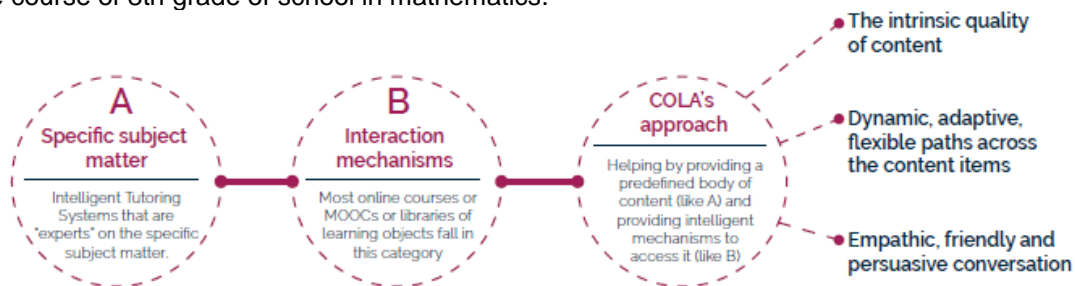 course of 8th grade of school in mathematics.
A
Specific subject
matter
Intelligent Tutoring
Systems that are
"experts" on the specific
subject matter.
B
Interaction
mechanisms
Most online courses or
MOOCs or libraries of
learning objects fall in
this category
COLA's
approach
Helping by providing a
predefined body of
content (like A) and
providing intelligent
mechanisms to
access it (like B)
The intrinsic quality
of content
Dynamic, adaptive,
flexible paths across
the content items
Empathic, friendly and
persuasive conversation